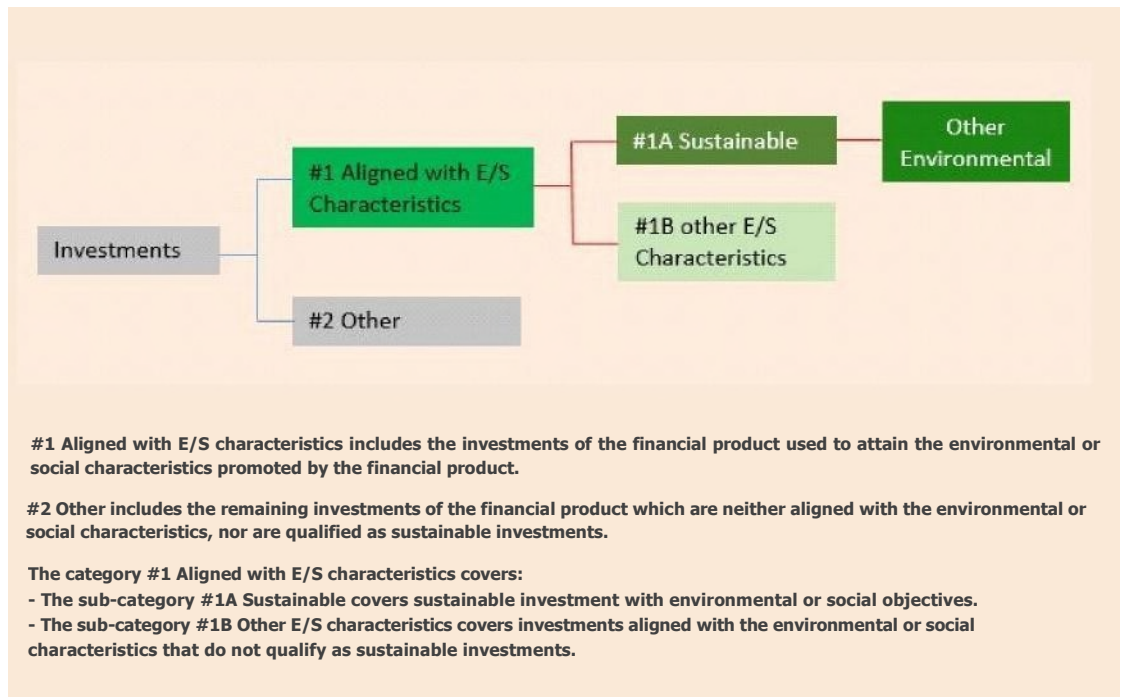 Investments
#1 Aligned with E/S
Characteristics
#2 Other
#1A Sustainable
#1B other E/S
Characteristics
Other
Environmental
#1 Aligned with E/S characteristics includes the investments of the financial product used to attain the environmental or
social characteristics promoted by the financial product.
#2 Other includes the remaining investments of the financial product which are neither aligned with the environmental or
social characteristics, nor are qualified as sustainable investments.
The category #1 Aligned with E/S characteristics covers:
- The sub-category #1A Sustainable covers sustainable investment with environmental or social objectives.
- The sub-category #1B Other E/S characteristics covers investments aligned with the environmental or social
characteristics that do not qualify as sustainable investments.